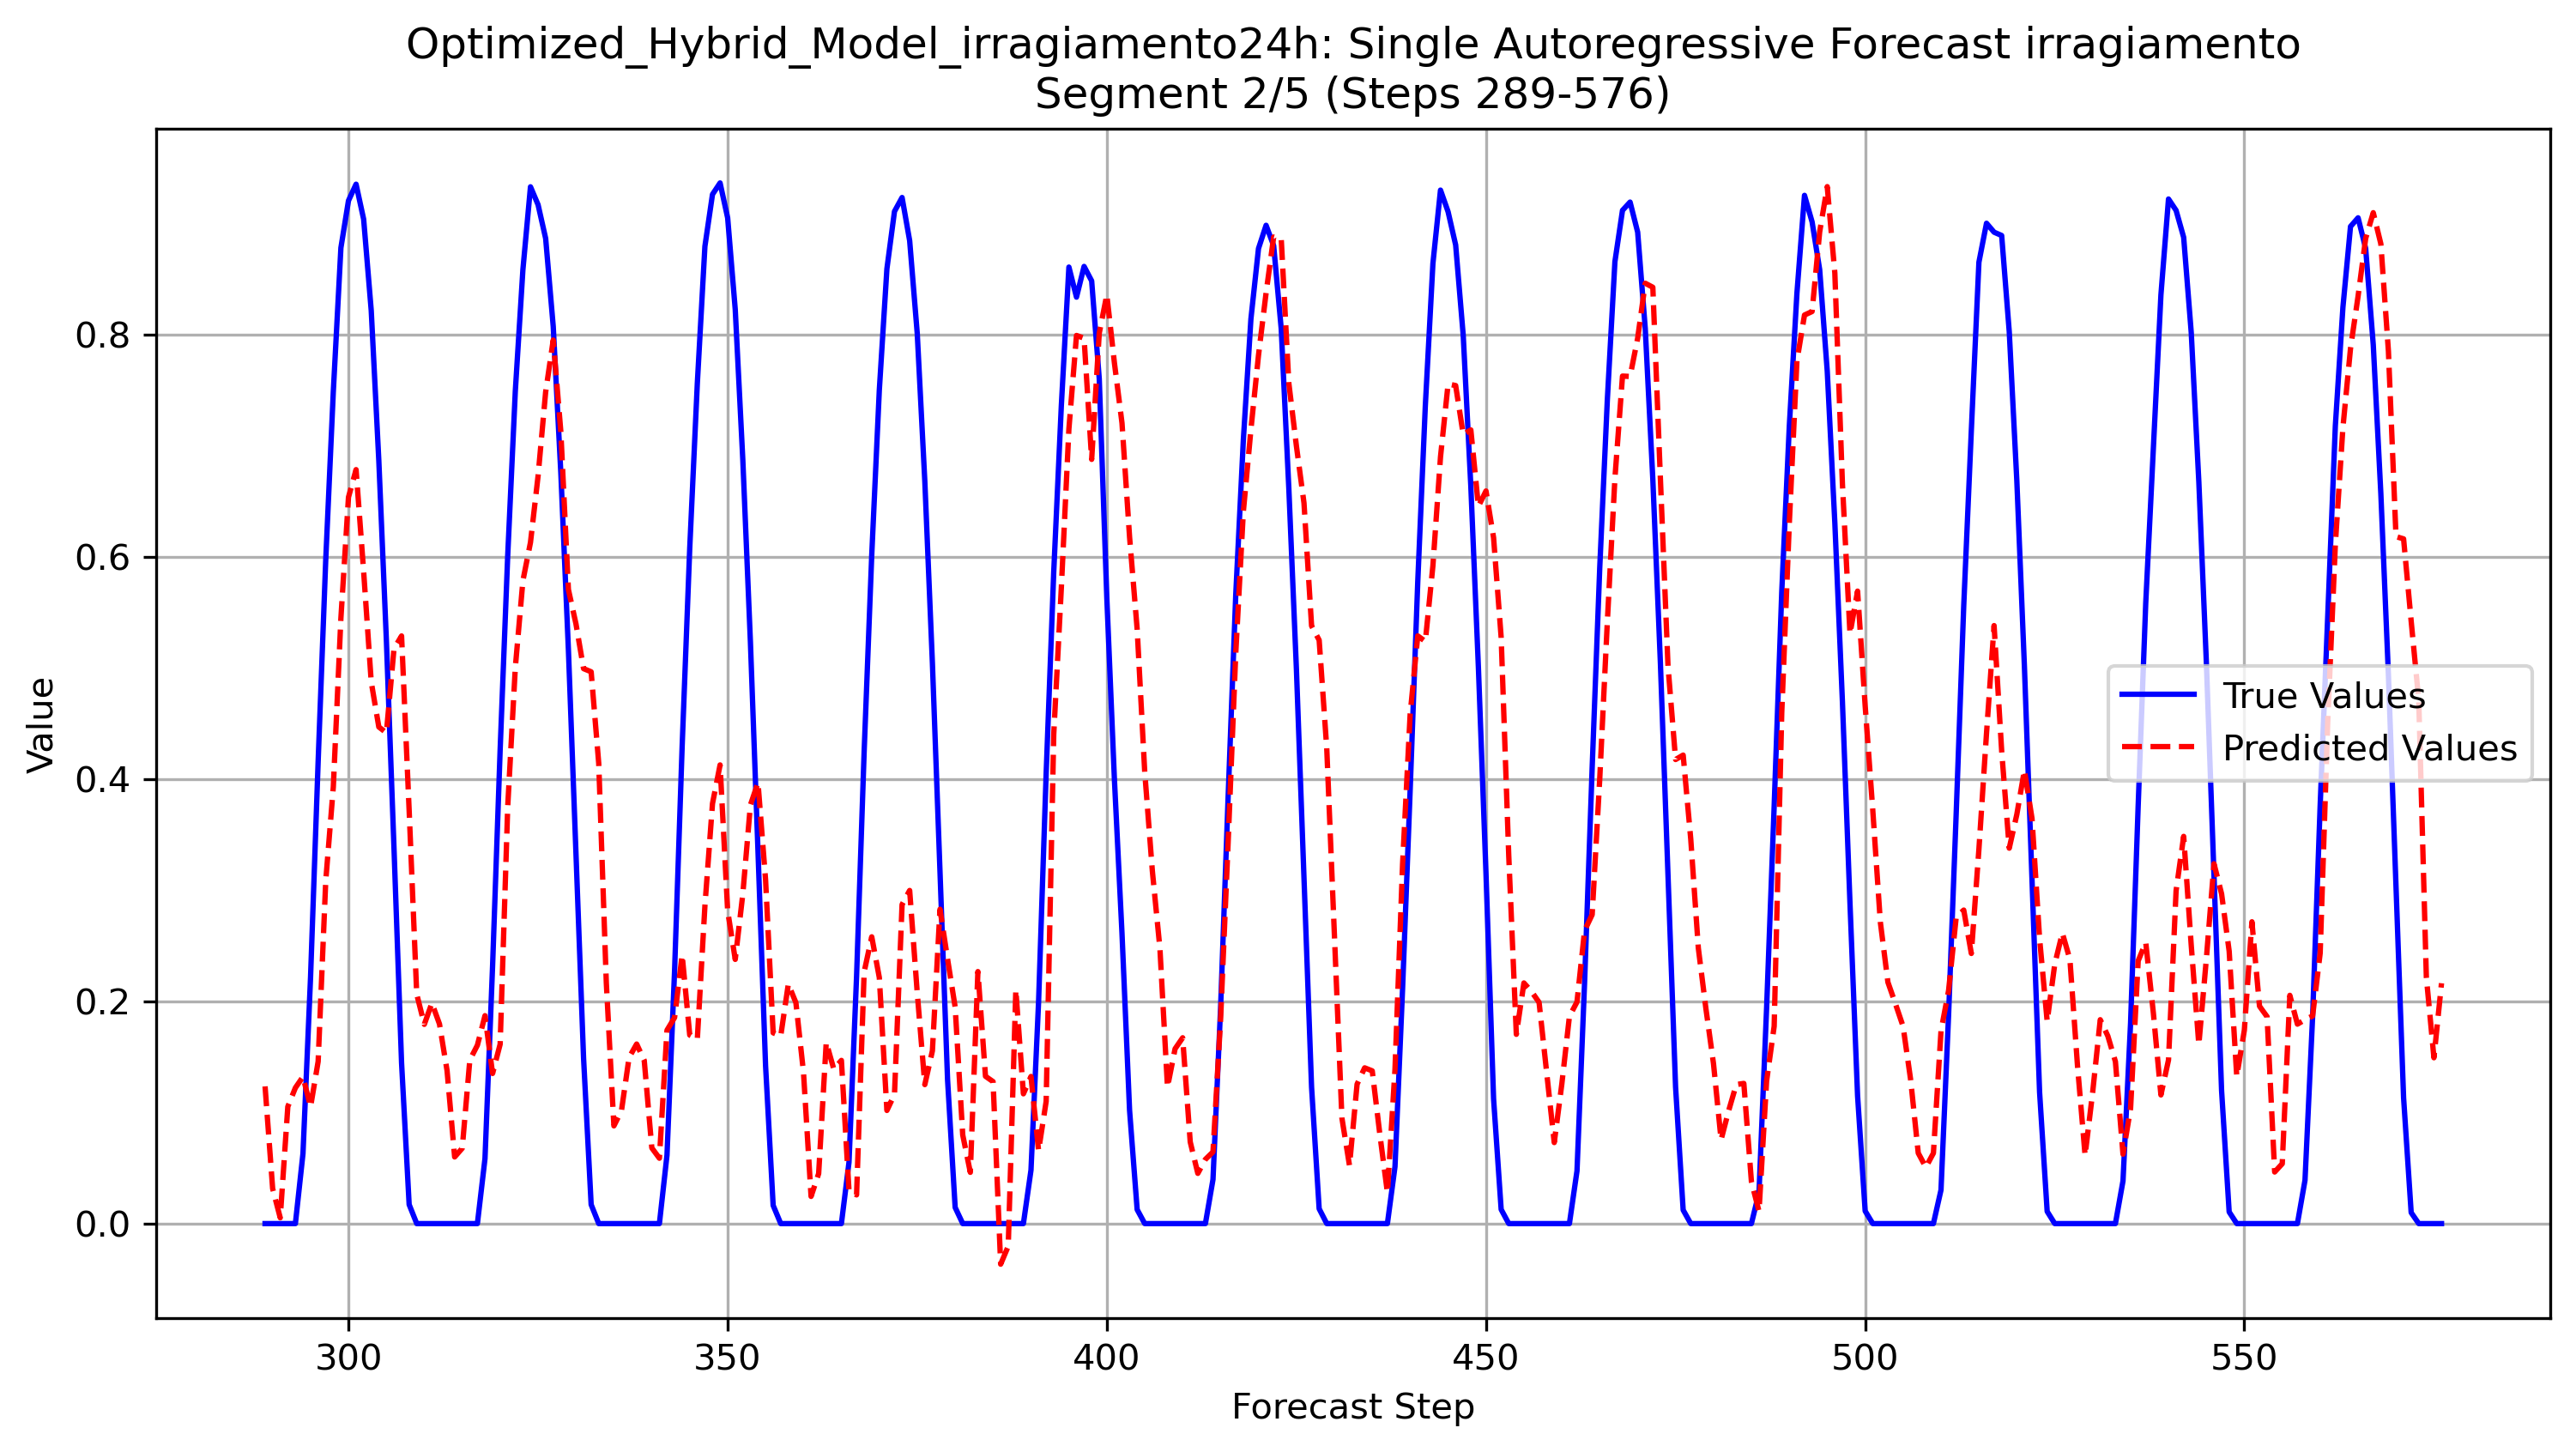 Optimized_Hybrid_Model_irragiamento24h: Single Autoregressive Forecast irragiamento
Segment 2/5 (Steps 289-576)
Value
0.8
0.6
0.4
0.2
0.0
True Values
Predicted Values
300 350 400 450 500 550
Forecast Step